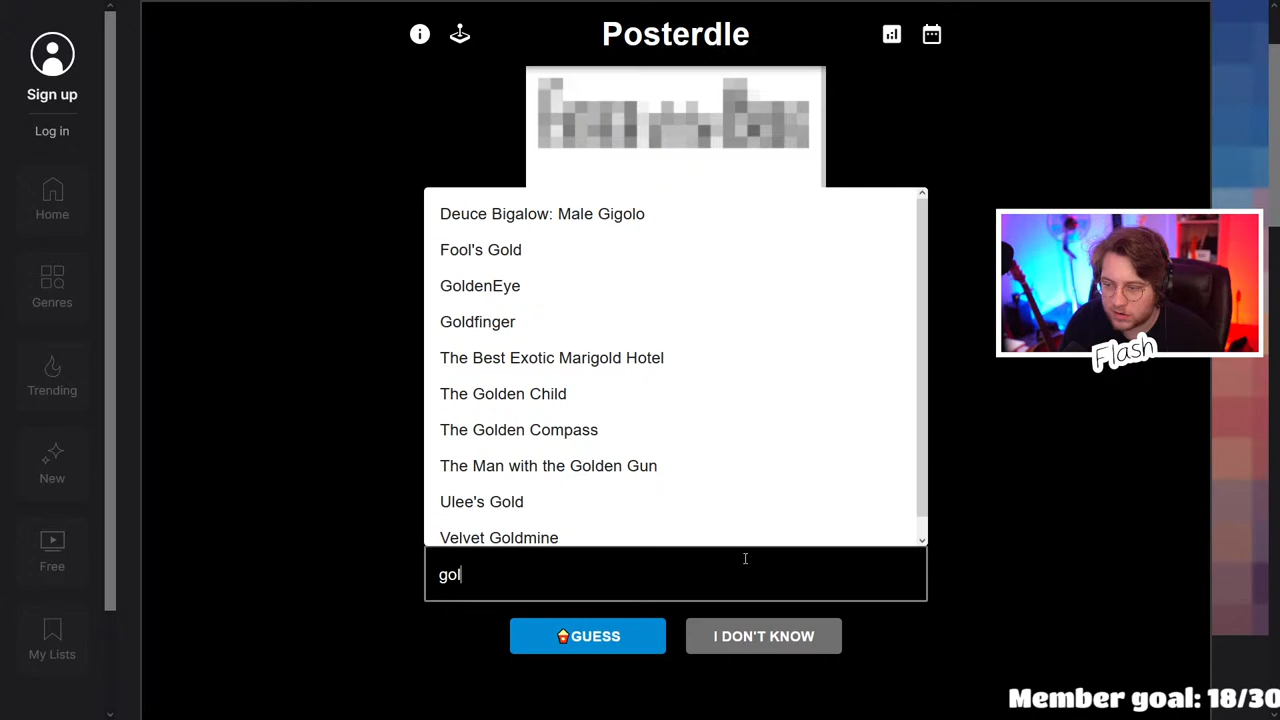 Posterdle
Sign up
Log in
Home
Genres
Trending
New
Free
My Lists
Deuce Bigalow: Male Gigolo
Fool's Gold
GoldenEye
Goldfinger
The Best Exotic Marigold Hotel
The Golden Child
The Golden Compass
The Man with the Golden Gun
Ulee's Gold
Velvet Goldmine
gol
GUESS
I DON'T KNOW
Flash
Member goal: 18/30